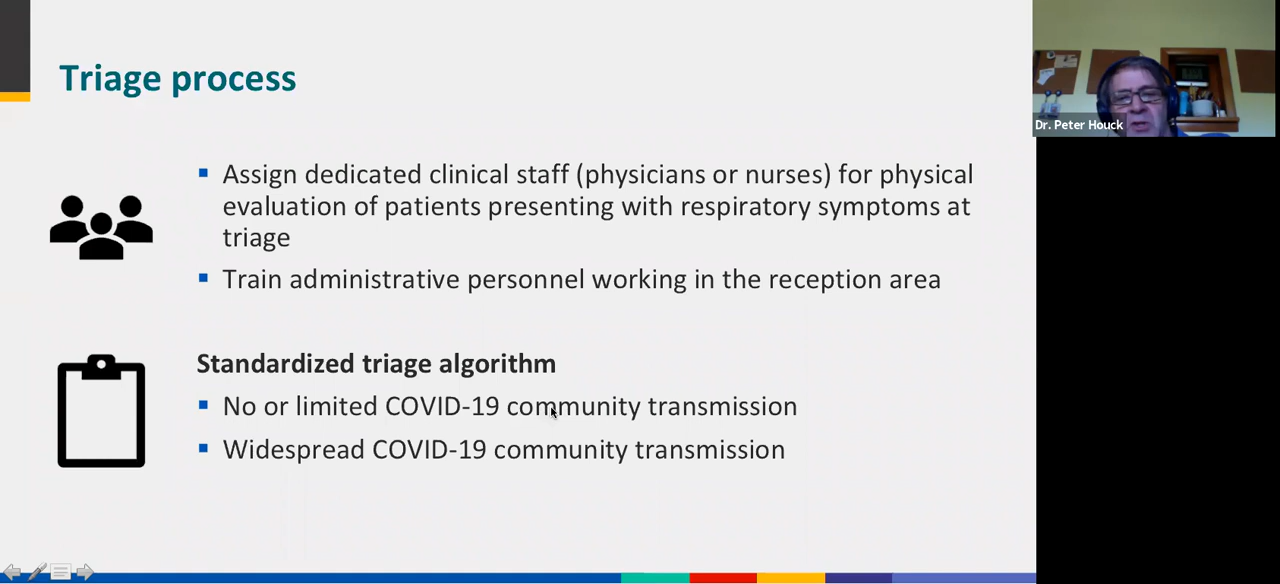 Triage process
Dr. Peter Houck
▪ Assign dedicated clinical staff (physicians or nurses) for physical
evaluation of patients presenting with respiratory symptoms at
triage
▪ Train administrative personnel working in the reception area
Standardized triage algorithm
▪ No or limited COVID-19 community transmission
▪ Widespread COVID-19 community transmission